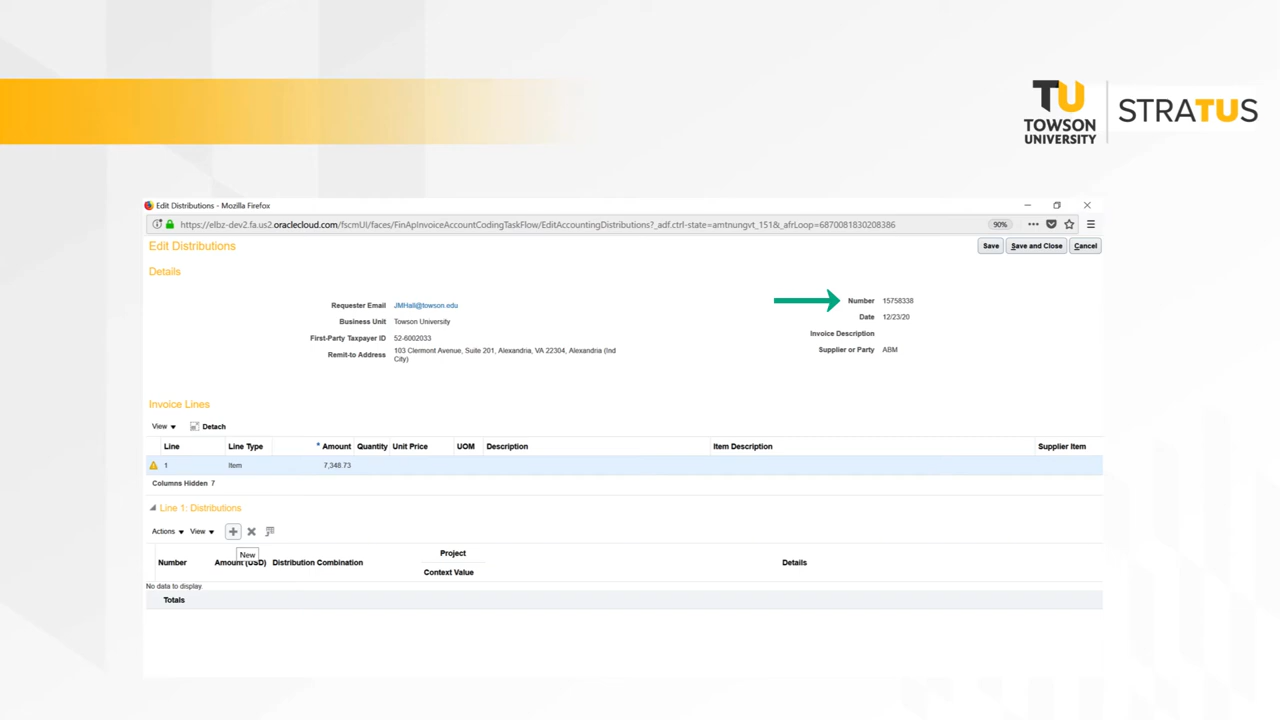 TU
TOWSON
UNIVERSITY
STRATUS
Edit Distributions - Mozilla Firefox
https://elbz-dev2.fa.us2.oraclecloud.com/fscmUI/faces/FinApInvoiceAccountCodingTaskFlow/EditAccountingDistributions?_adf.ctrl-state=amtnungvt_151&_afrLoop=6870081830208386
90%
Edit Distributions
Save Save and Close Cancel
Details
Requester Email JMHall@towson.edu
Business Unit Towson University
First-Party Taxpayer ID 52-6002033
Remit-to Address 103 Clermont Avenue, Suite 201, Alexandria, VA 22304, Alexandria (Ind
City)
Number 15758338
Date 12/23/20
Invoice Description
Supplier or Party ABM
Invoice Lines
View Detach
Line Line Type * Amount Quantity Unit Price UOM Description Item Description Supplier Item
1 Item 7,348.73
Columns Hidden 7
Line 1: Distributions
Actions View
New
Number Amount (USD) Distribution Combination Project Details
Context Value
No data to display.
Totals